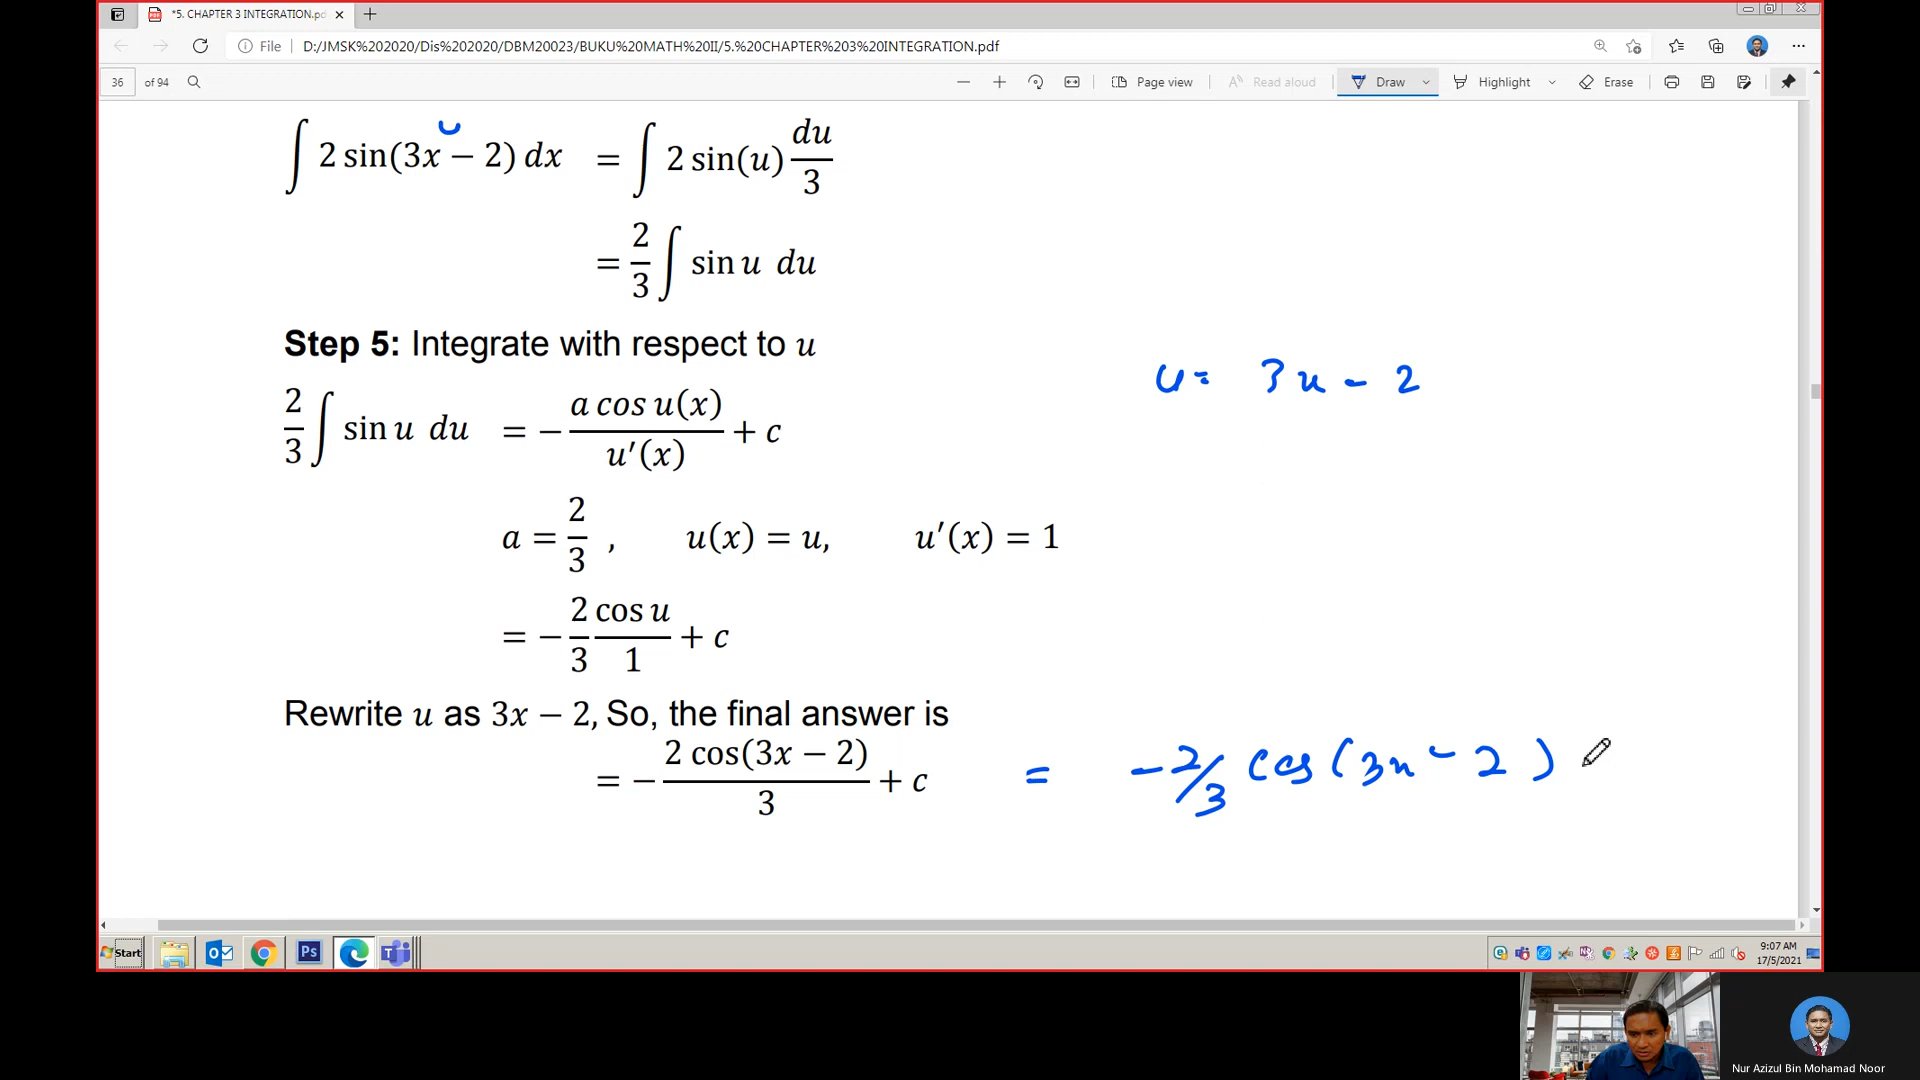 *5. CHAPTER 3 INTEGRATION.pd
File | D:/JMSK%202020/Dis%202020/DBM20023/BUKU%20MATH%20II/5.%20CHAPTER%203%20INTEGRATION.pdf
36 of 94 Page view Read aloud Draw Highlight Erase
u
∫ 2 sin(3x − 2) dx = ∫ 2 sin(u) du/3
= 2/3 ∫ sin u du
Step 5: Integrate with respect to u
u = 3x - 2
2/3 ∫ sin u du = − a cos u(x)/u′(x) + c
a = 2/3 , u(x) = u, u′(x) = 1
= − 2/3 cos u/1 + c
Rewrite u as 3x − 2, So, the final answer is
= − 2 cos(3x − 2)/3 + c = - 2/3 cos (3x - 2)
Start Ps
9:07 AM
17/5/2021
Nur Azizul Bin Mohamad Noor